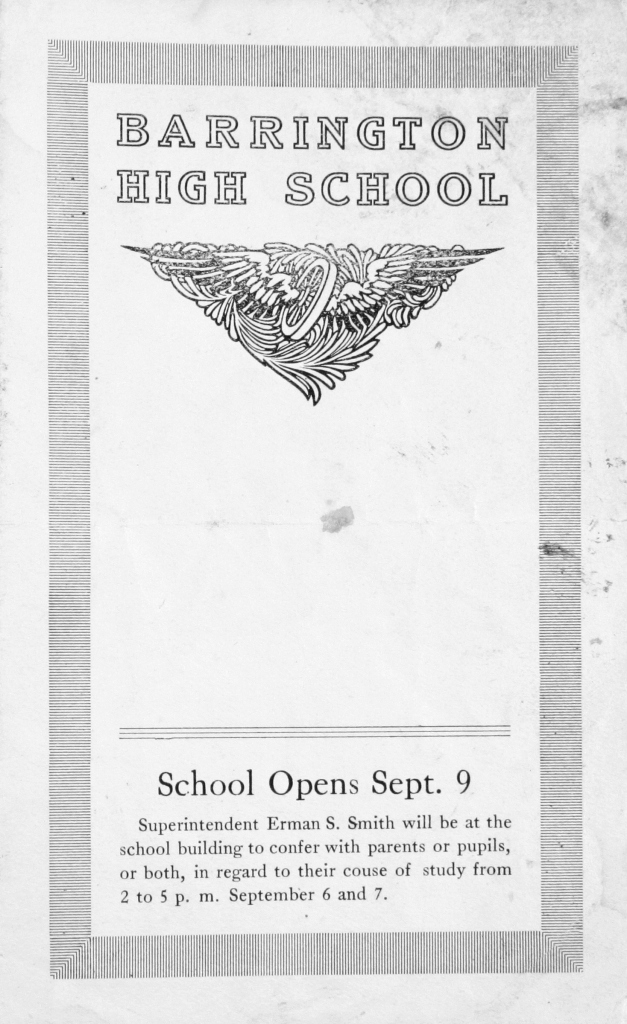 BARRINGTON
HIGH SCHOOL
School Opens Sept. 9
Superintendent Erman S. Smith will be at the
school building to confer with parents or pupils,
or both, in regard to their couse of study from
2 to 5 p. m. September 6 and 7.